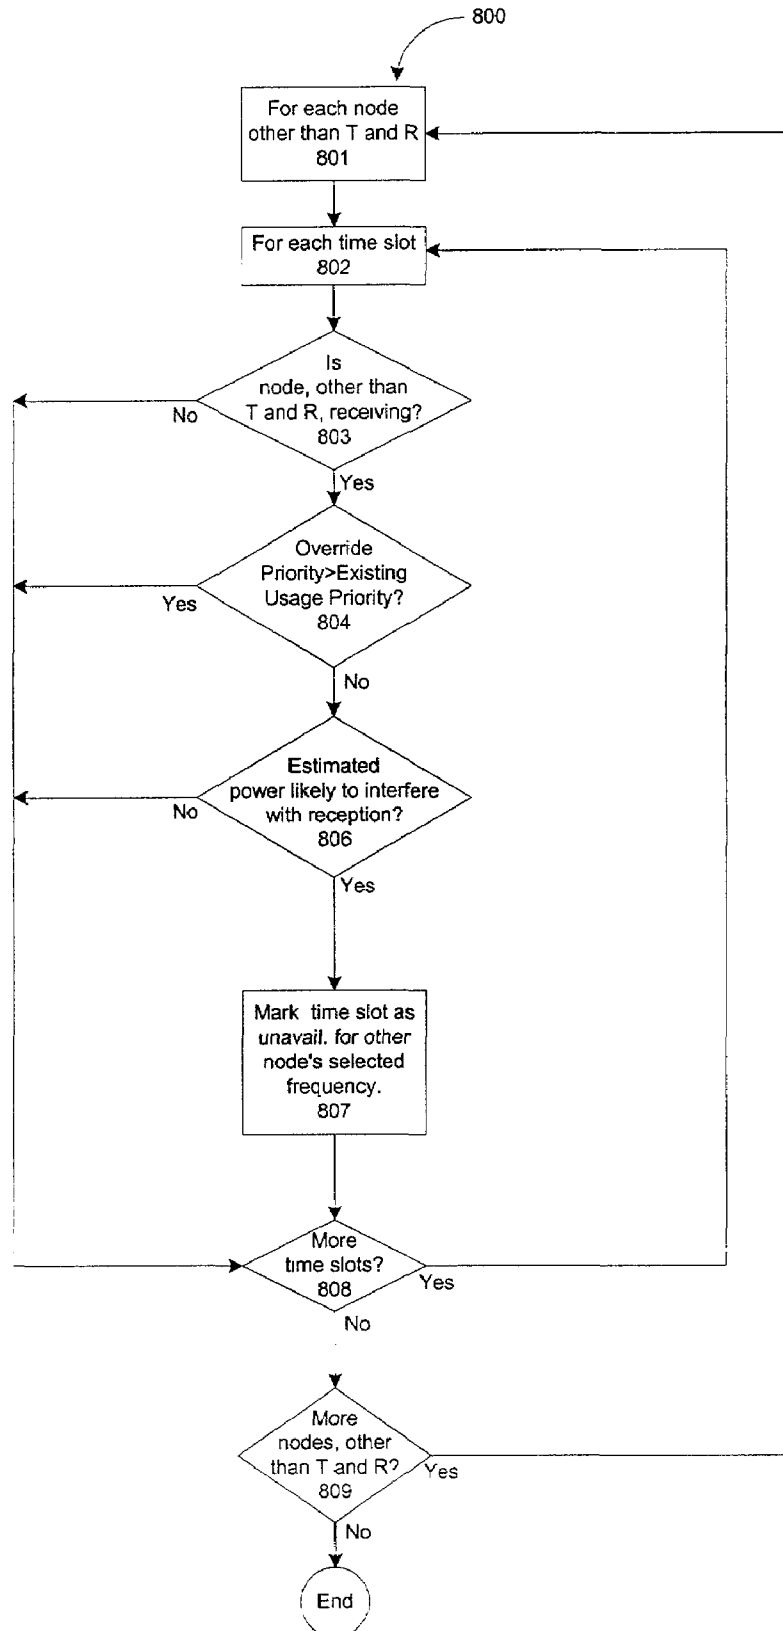 800
For each node
other than T and R
801
For each time slot
802
Is
node, other than
T and R, receiving?
803
No
Yes
Override
Priority>Existing
Usage Priority?
804
Yes
No
Estimated
power likely to interfere
with reception?
806
No
Yes
Mark time slot as
unavail. for other
node's selected
frequency.
807
More
time slots?
808
Yes
No
More
nodes, other
than T and R?
809
Yes
No
End